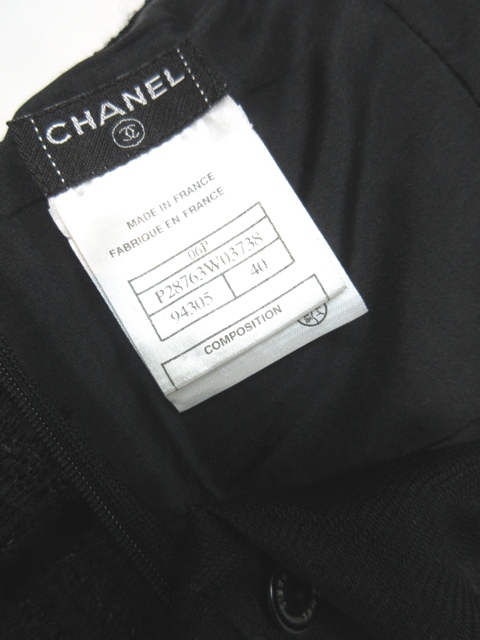 CHANEL
MADE IN FRANCE
FABRIQUE EN FRANCE
06P
P28763W03738
94305 40
COMPOSITION